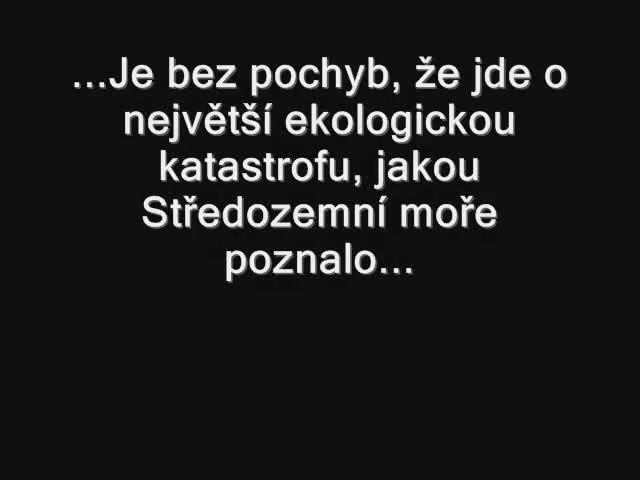 ...Je bez pochyb, že jde o
největší ekologickou
katastrofu, jakou
Středozemní moře
poznalo...